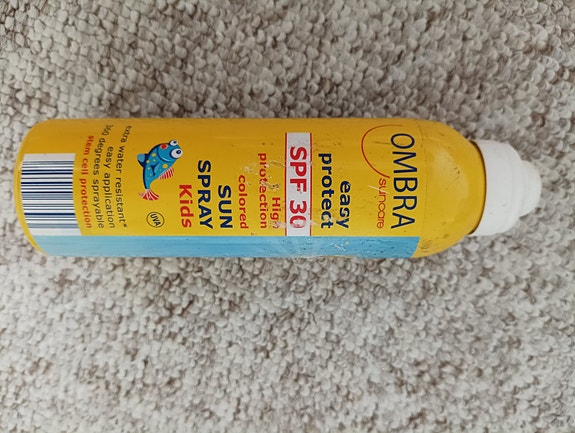 OMBRA
suncare
easy
protect
SPF 30
High
protection
colored
SUN
SPRAY
Kids
UVA
extra water resistant*
easy application
360 degrees sprayable
Stem cell protection